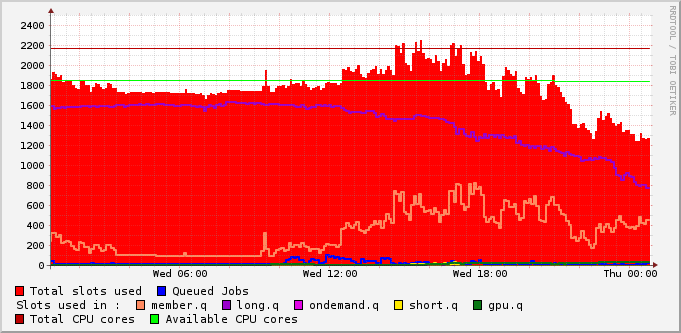 RRDTOOL / TOBI OETIKER
2400
2200
2000
1800
1600
1400
1200
1000
800
600
400
200
0
Wed 06:00 Wed 12:00 Wed 18:00 Thu 00:00
Total slots used Queued Jobs
Slots used in : member.q long.q ondemand.q short.q gpu.q
Total CPU cores Available CPU cores